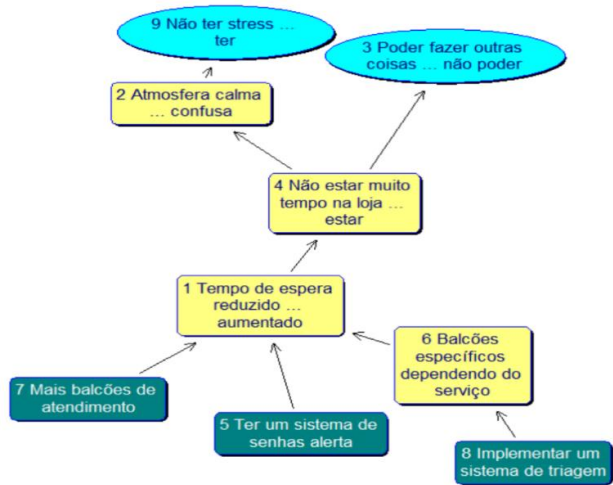 9 Não ter stress ...
ter
3 Poder fazer outras
coisas ... não poder
2 Atmosfera calma
... confusa
4 Não estar muito
tempo na loja ...
estar
1 Tempo de espera
reduzido ...
aumentado
6 Balcões
específicos
dependendo do
serviço
7 Mais balcões de
atendimento
5 Ter um sistema de
senhas alerta
8 Implementar um
sistema de triagem